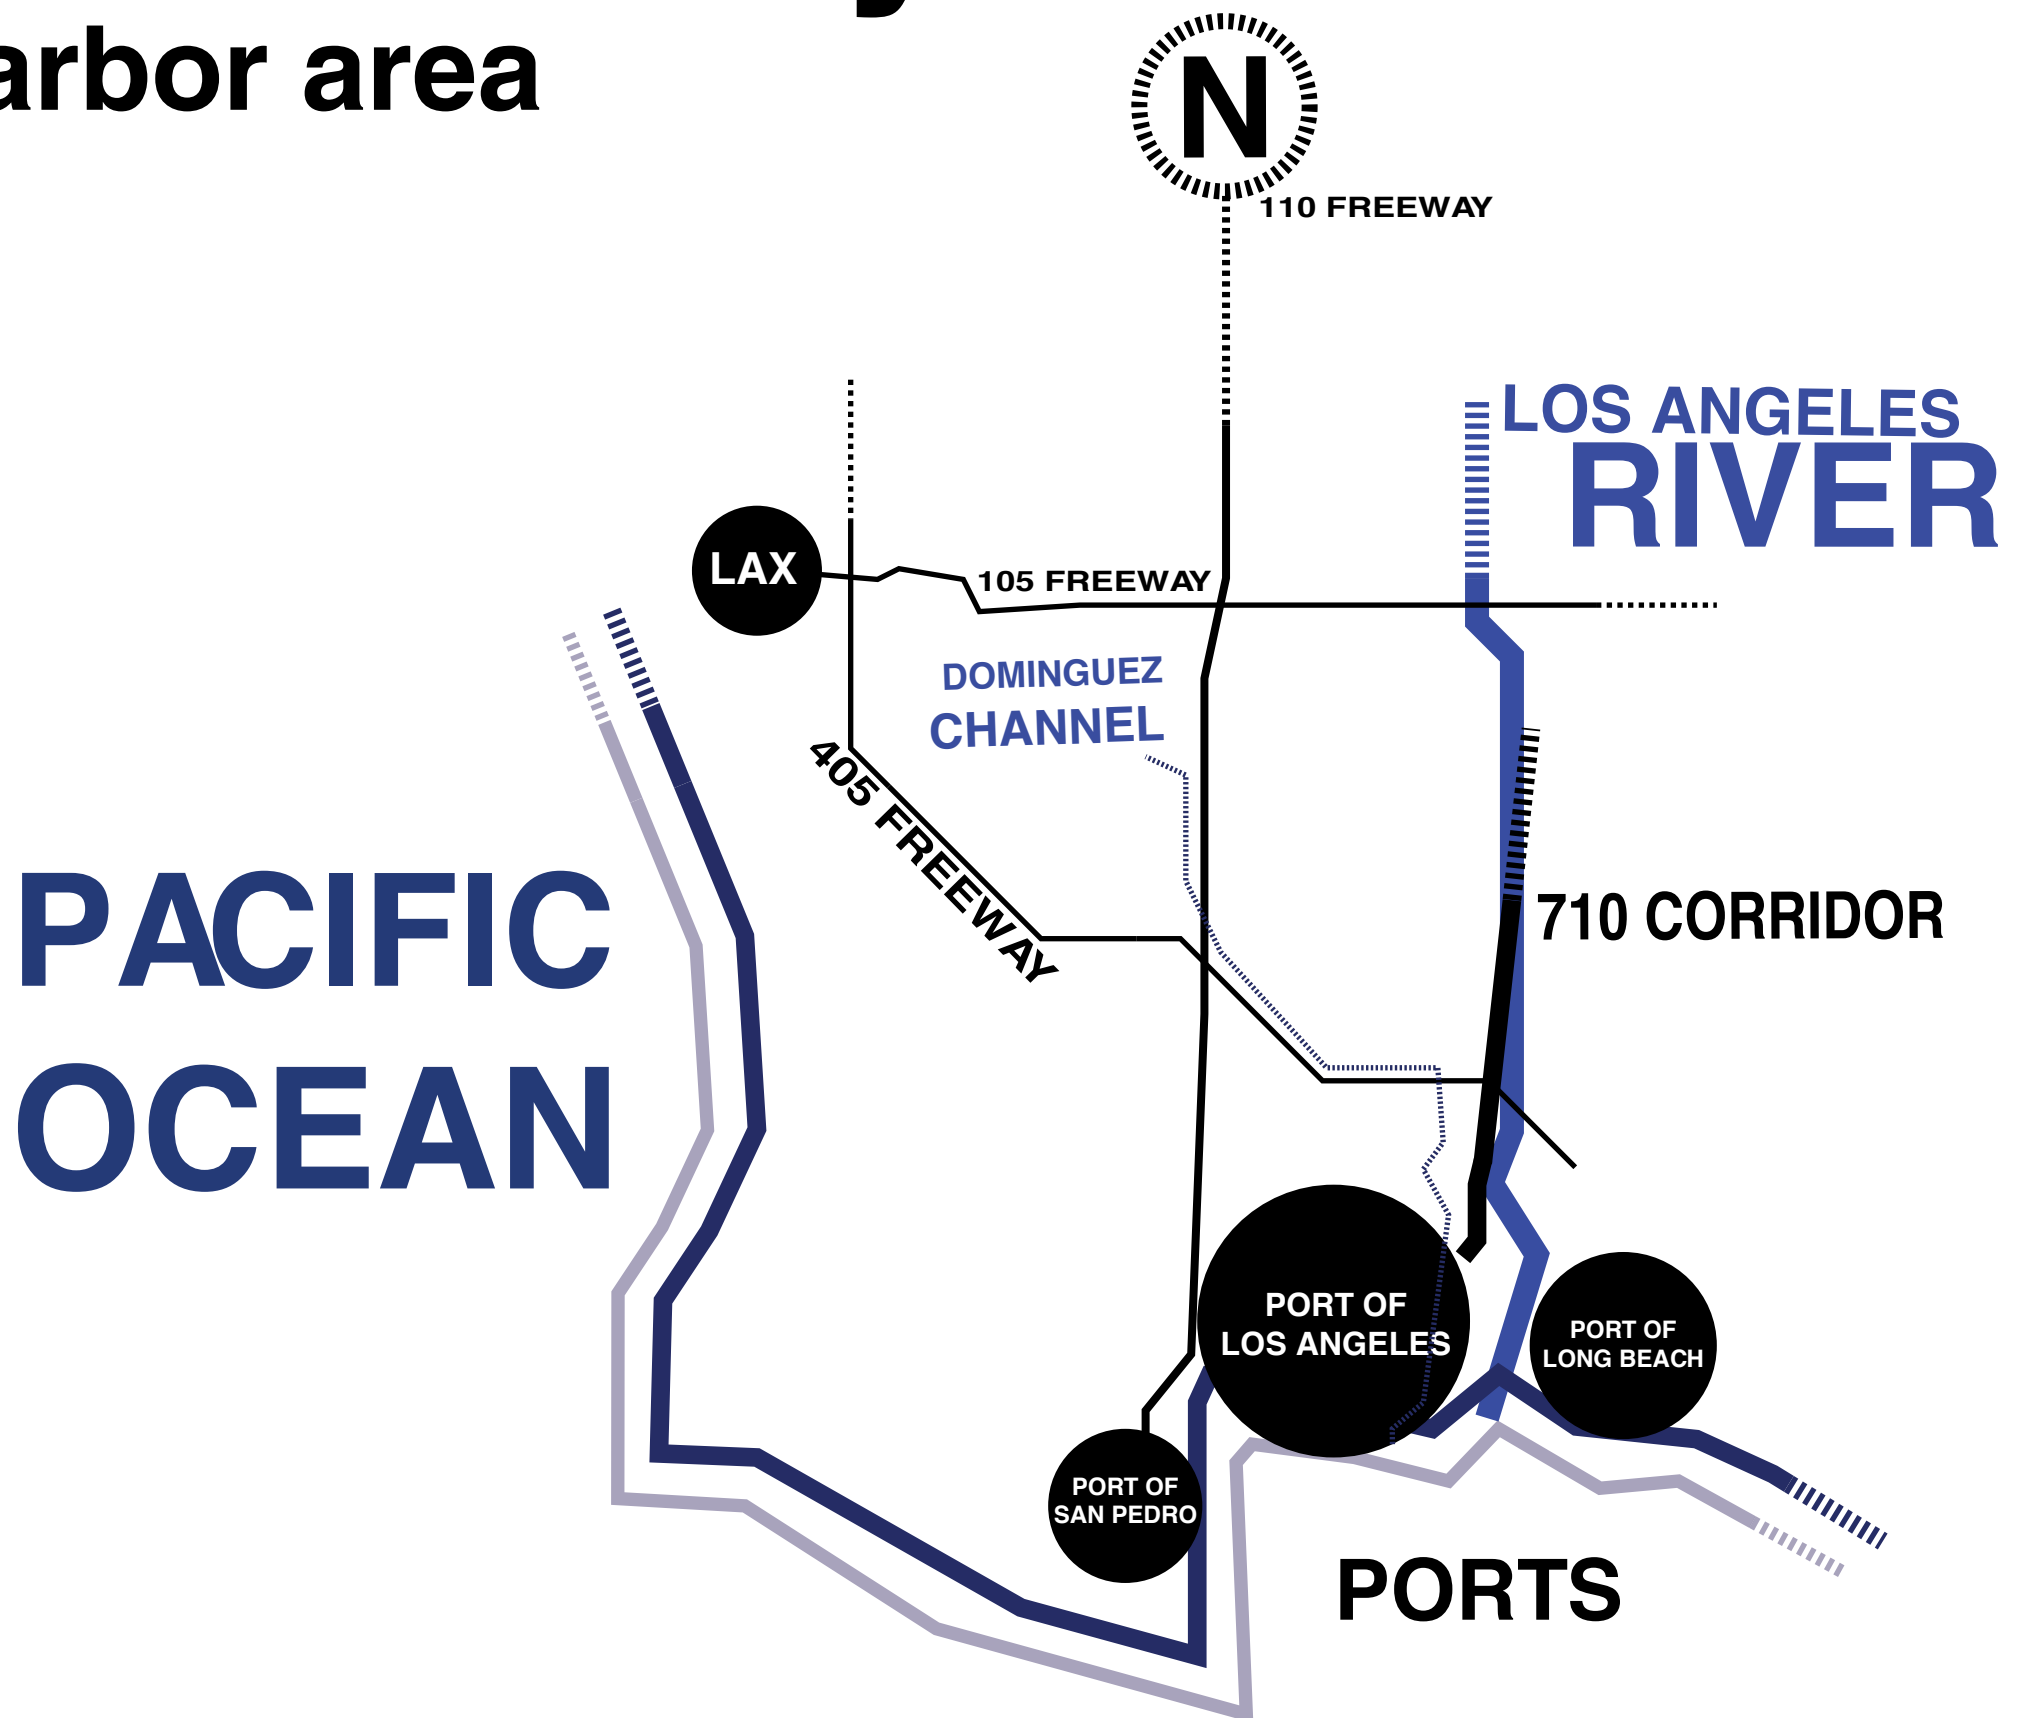 arbor area
N
110 FREEWAY
LOS ANGELES
RIVER
LAX
105 FREEWAY
DOMINGUEZ
CHANNEL
405 FREEWAY
PACIFIC
OCEAN
710 CORRIDOR
PORT OF
LOS ANGELES
PORT OF
LONG BEACH
PORT OF
SAN PEDRO
PORTS